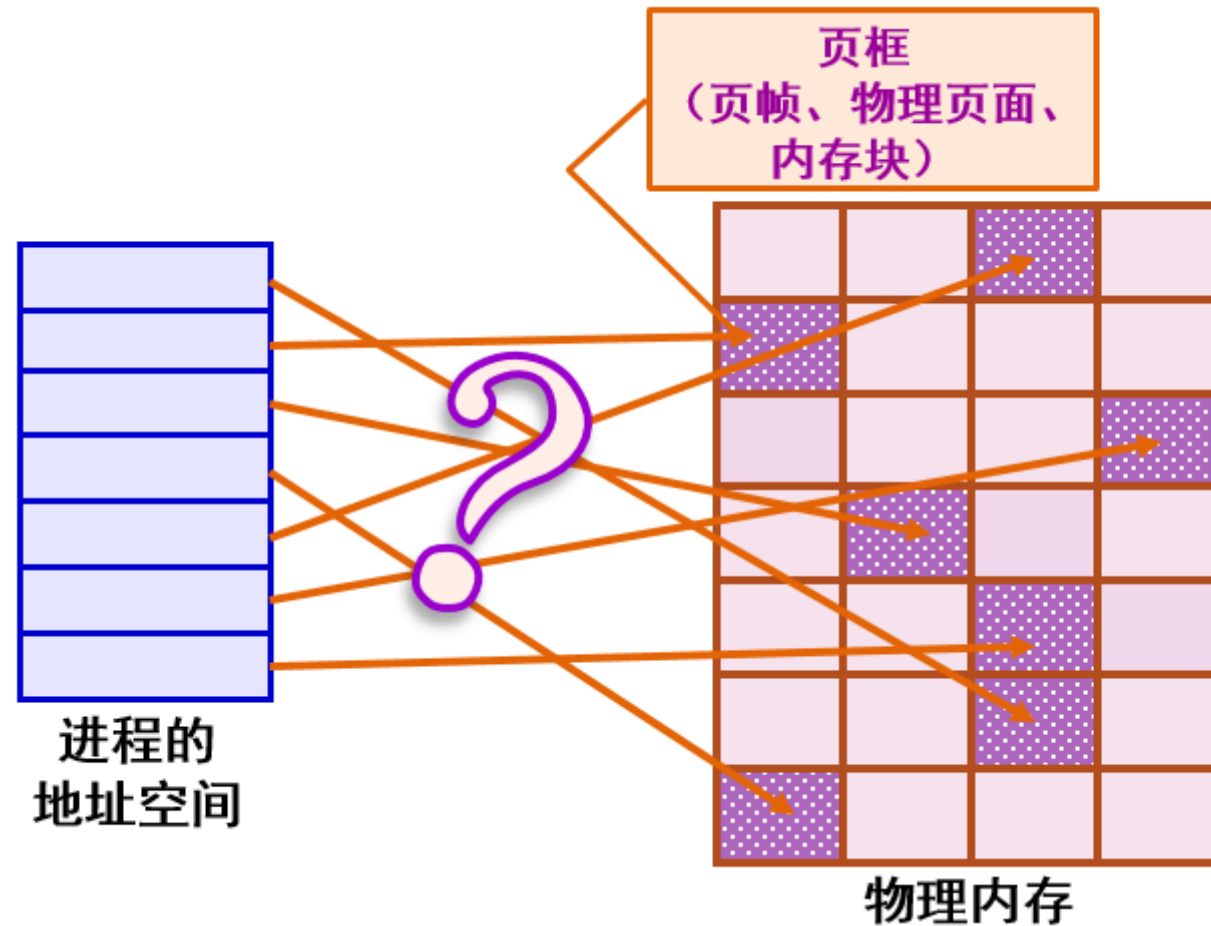 页框
（页帧、物理页面、
内存块）
进程的
地址空间
物理内存